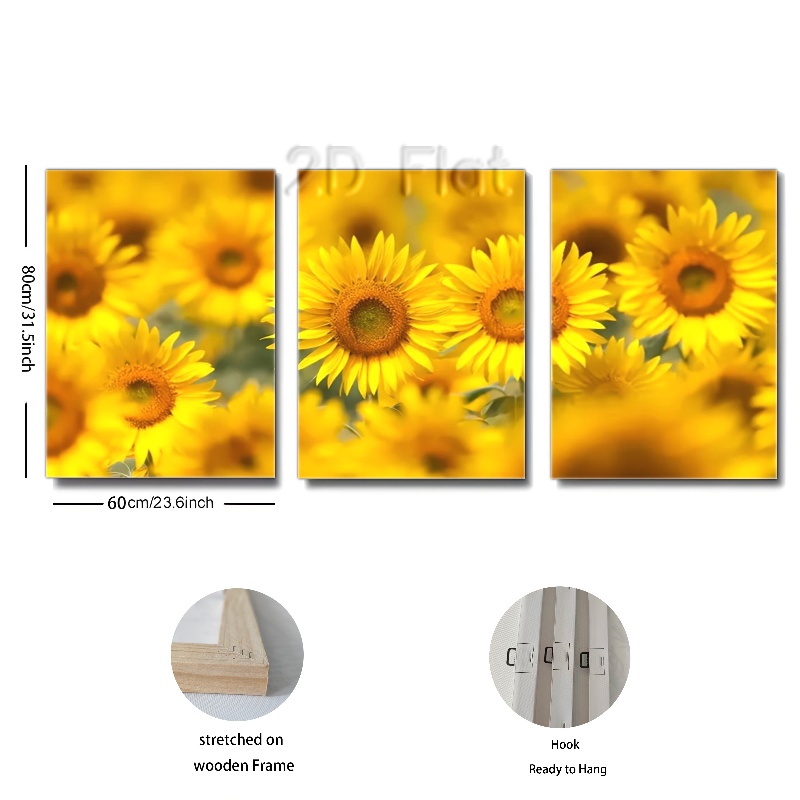 2D Flat
80cm/31.5inch
60cm/23.6inch
stretched on
wooden Frame
Hook
Ready to Hang